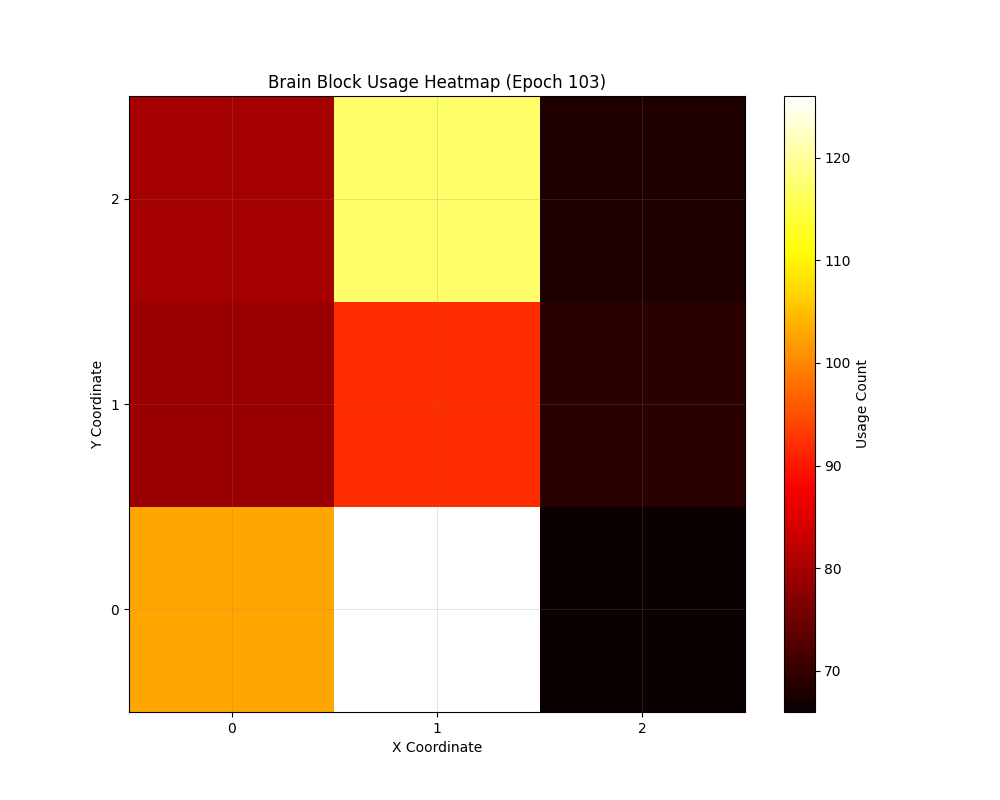 Brain Block Usage Heatmap (Epoch 103)
2
1
0
Y Coordinate
0 1 2
X Coordinate
120
110
100
90
80
70
Usage Count